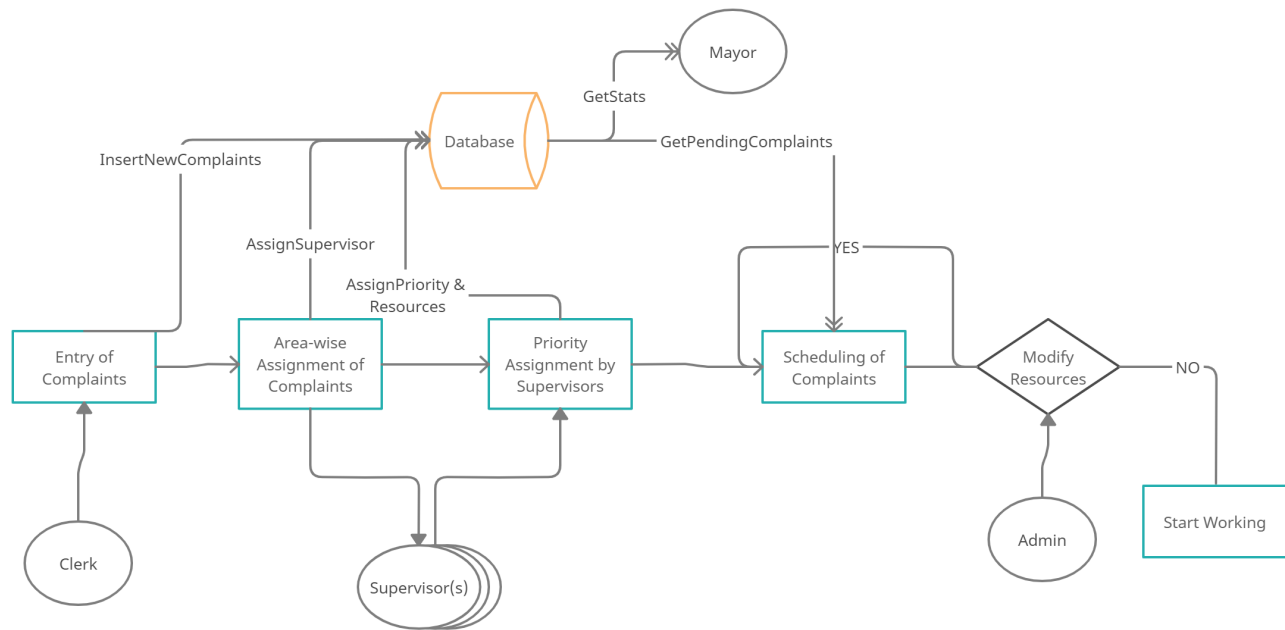 Mayor
GetStats
Database
GetPendingComplaints
InsertNewComplaints
AssignSupervisor
YES
AssignPriority &
Resources
Entry of
Complaints
Area-wise
Assignment of
Complaints
Priority
Assignment by
Supervisors
Scheduling of
Complaints
Modify
Resources
NO
Start Working
Clerk
Supervisor(s)
Admin